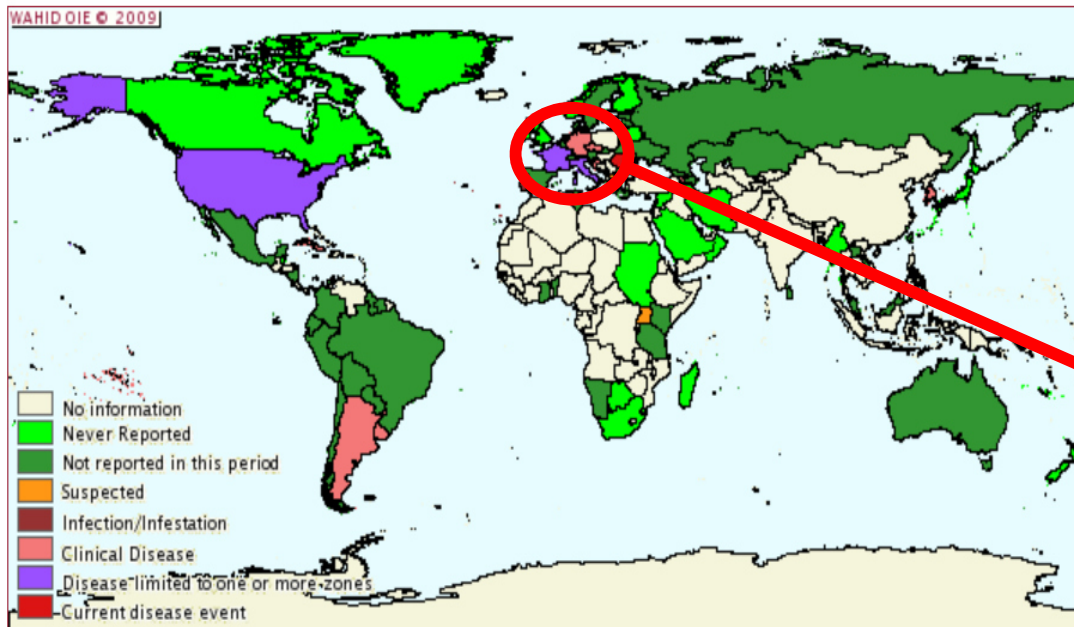 WAHID OIE © 2009
No information
Never Reported
Not reported in this period
Suspected
Infection/Infestation
Clinical Disease
Disease limited to one or more zones
Current disease event